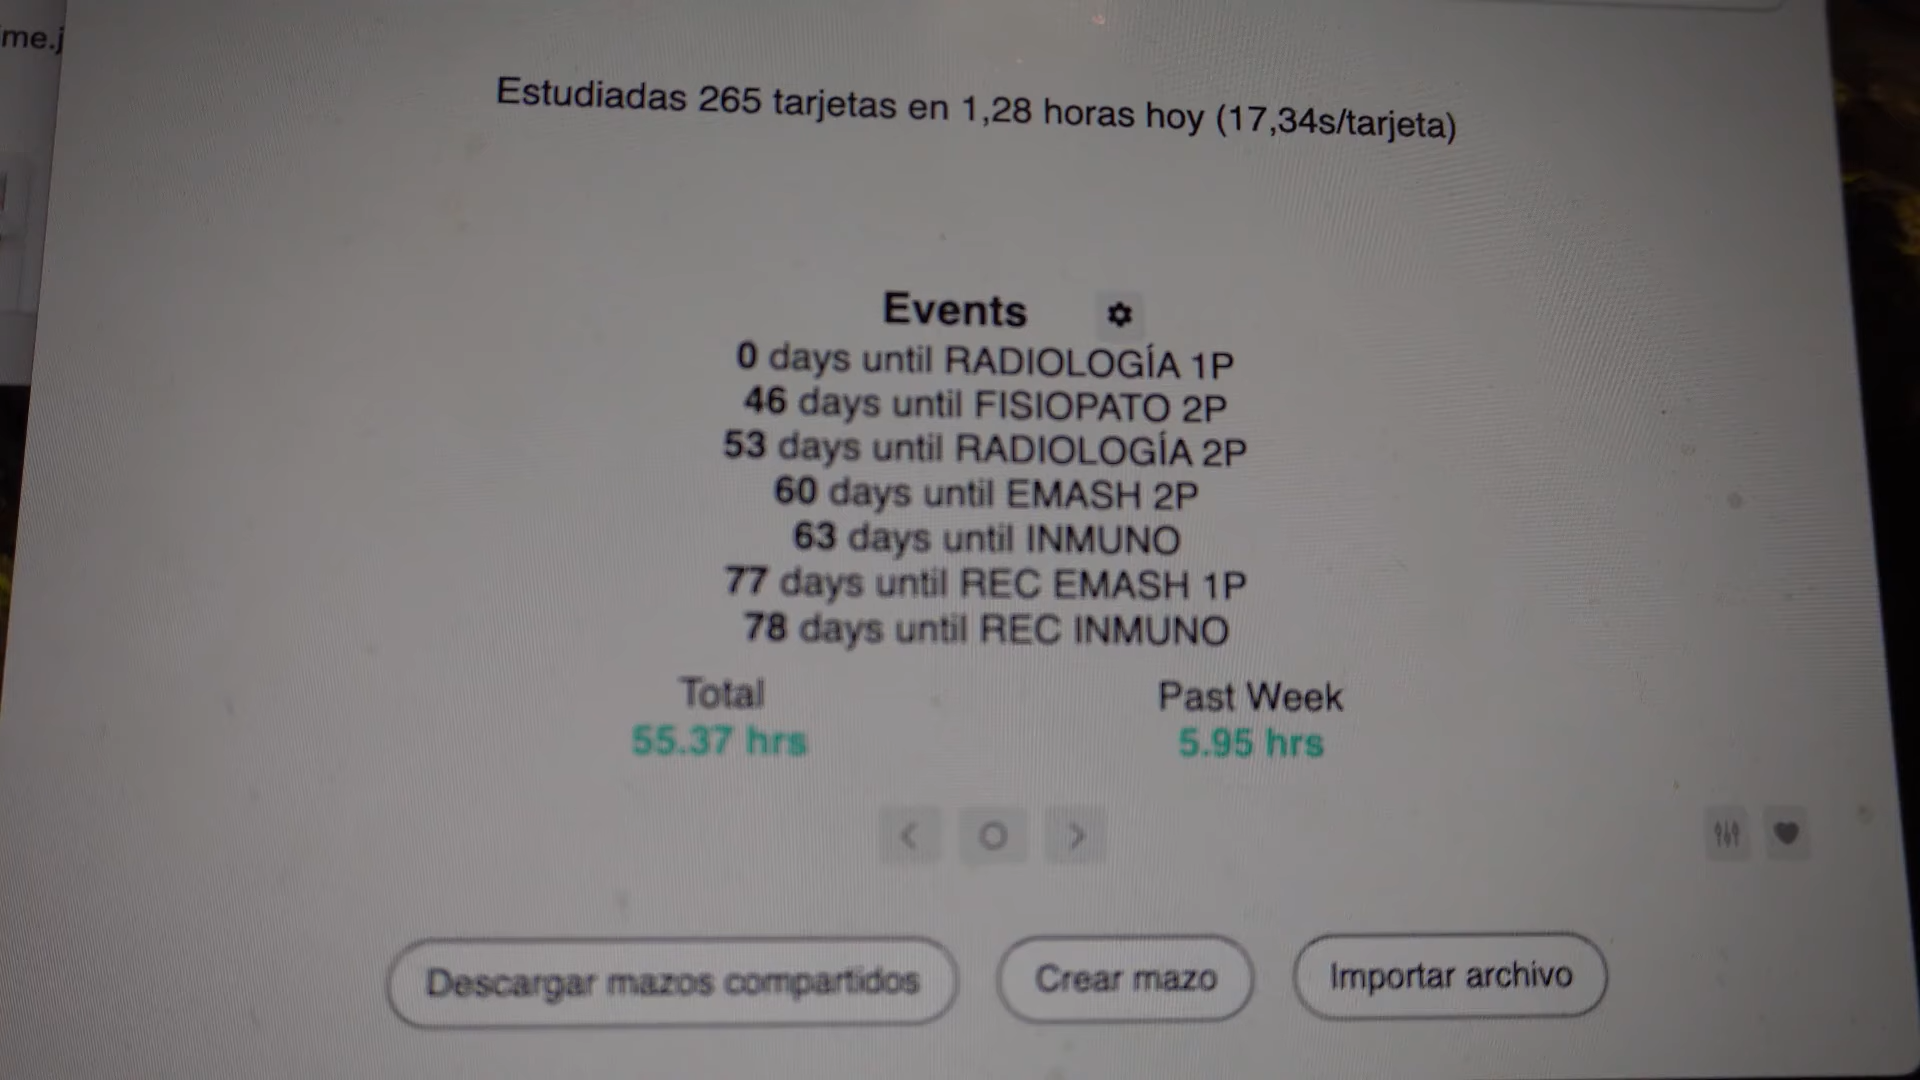 me.j
Estudiadas 265 tarjetas en 1,28 horas hoy (17,34s/tarjeta)
Events
0 days until RADIOLOGÍA 1P
46 days until FISIOPATO 2P
53 days until RADIOLOGÍA 2P
60 days until EMASH 2P
63 days until INMUNO
77 days until REC EMASH 1P
78 days until REC INMUNO
Total
55.37 hrs
Past Week
5.95 hrs
Descargar mazos compartidos
Crear mazo
Importar archivo